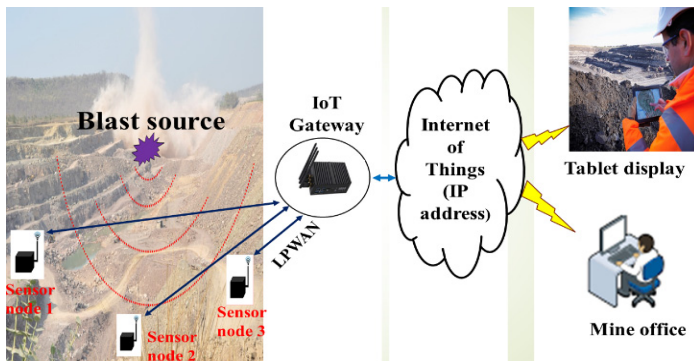 Blast source
IoT
Gateway
Internet
of
Things
(IP
address)
Tablet display
LPWAN
Sensor
node 1
Sensor
node 2
Sensor
node 3
Mine office